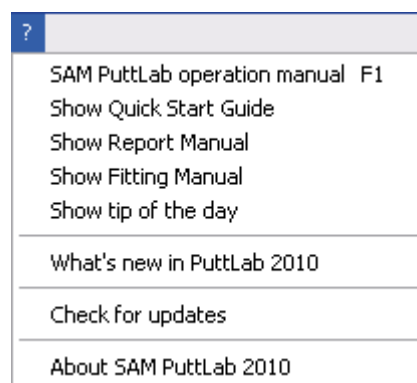 ?
SAM PuttLab operation manual F1
Show Quick Start Guide
Show Report Manual
Show Fitting Manual
Show tip of the day
What's new in PuttLab 2010
Check for updates
About SAM PuttLab 2010